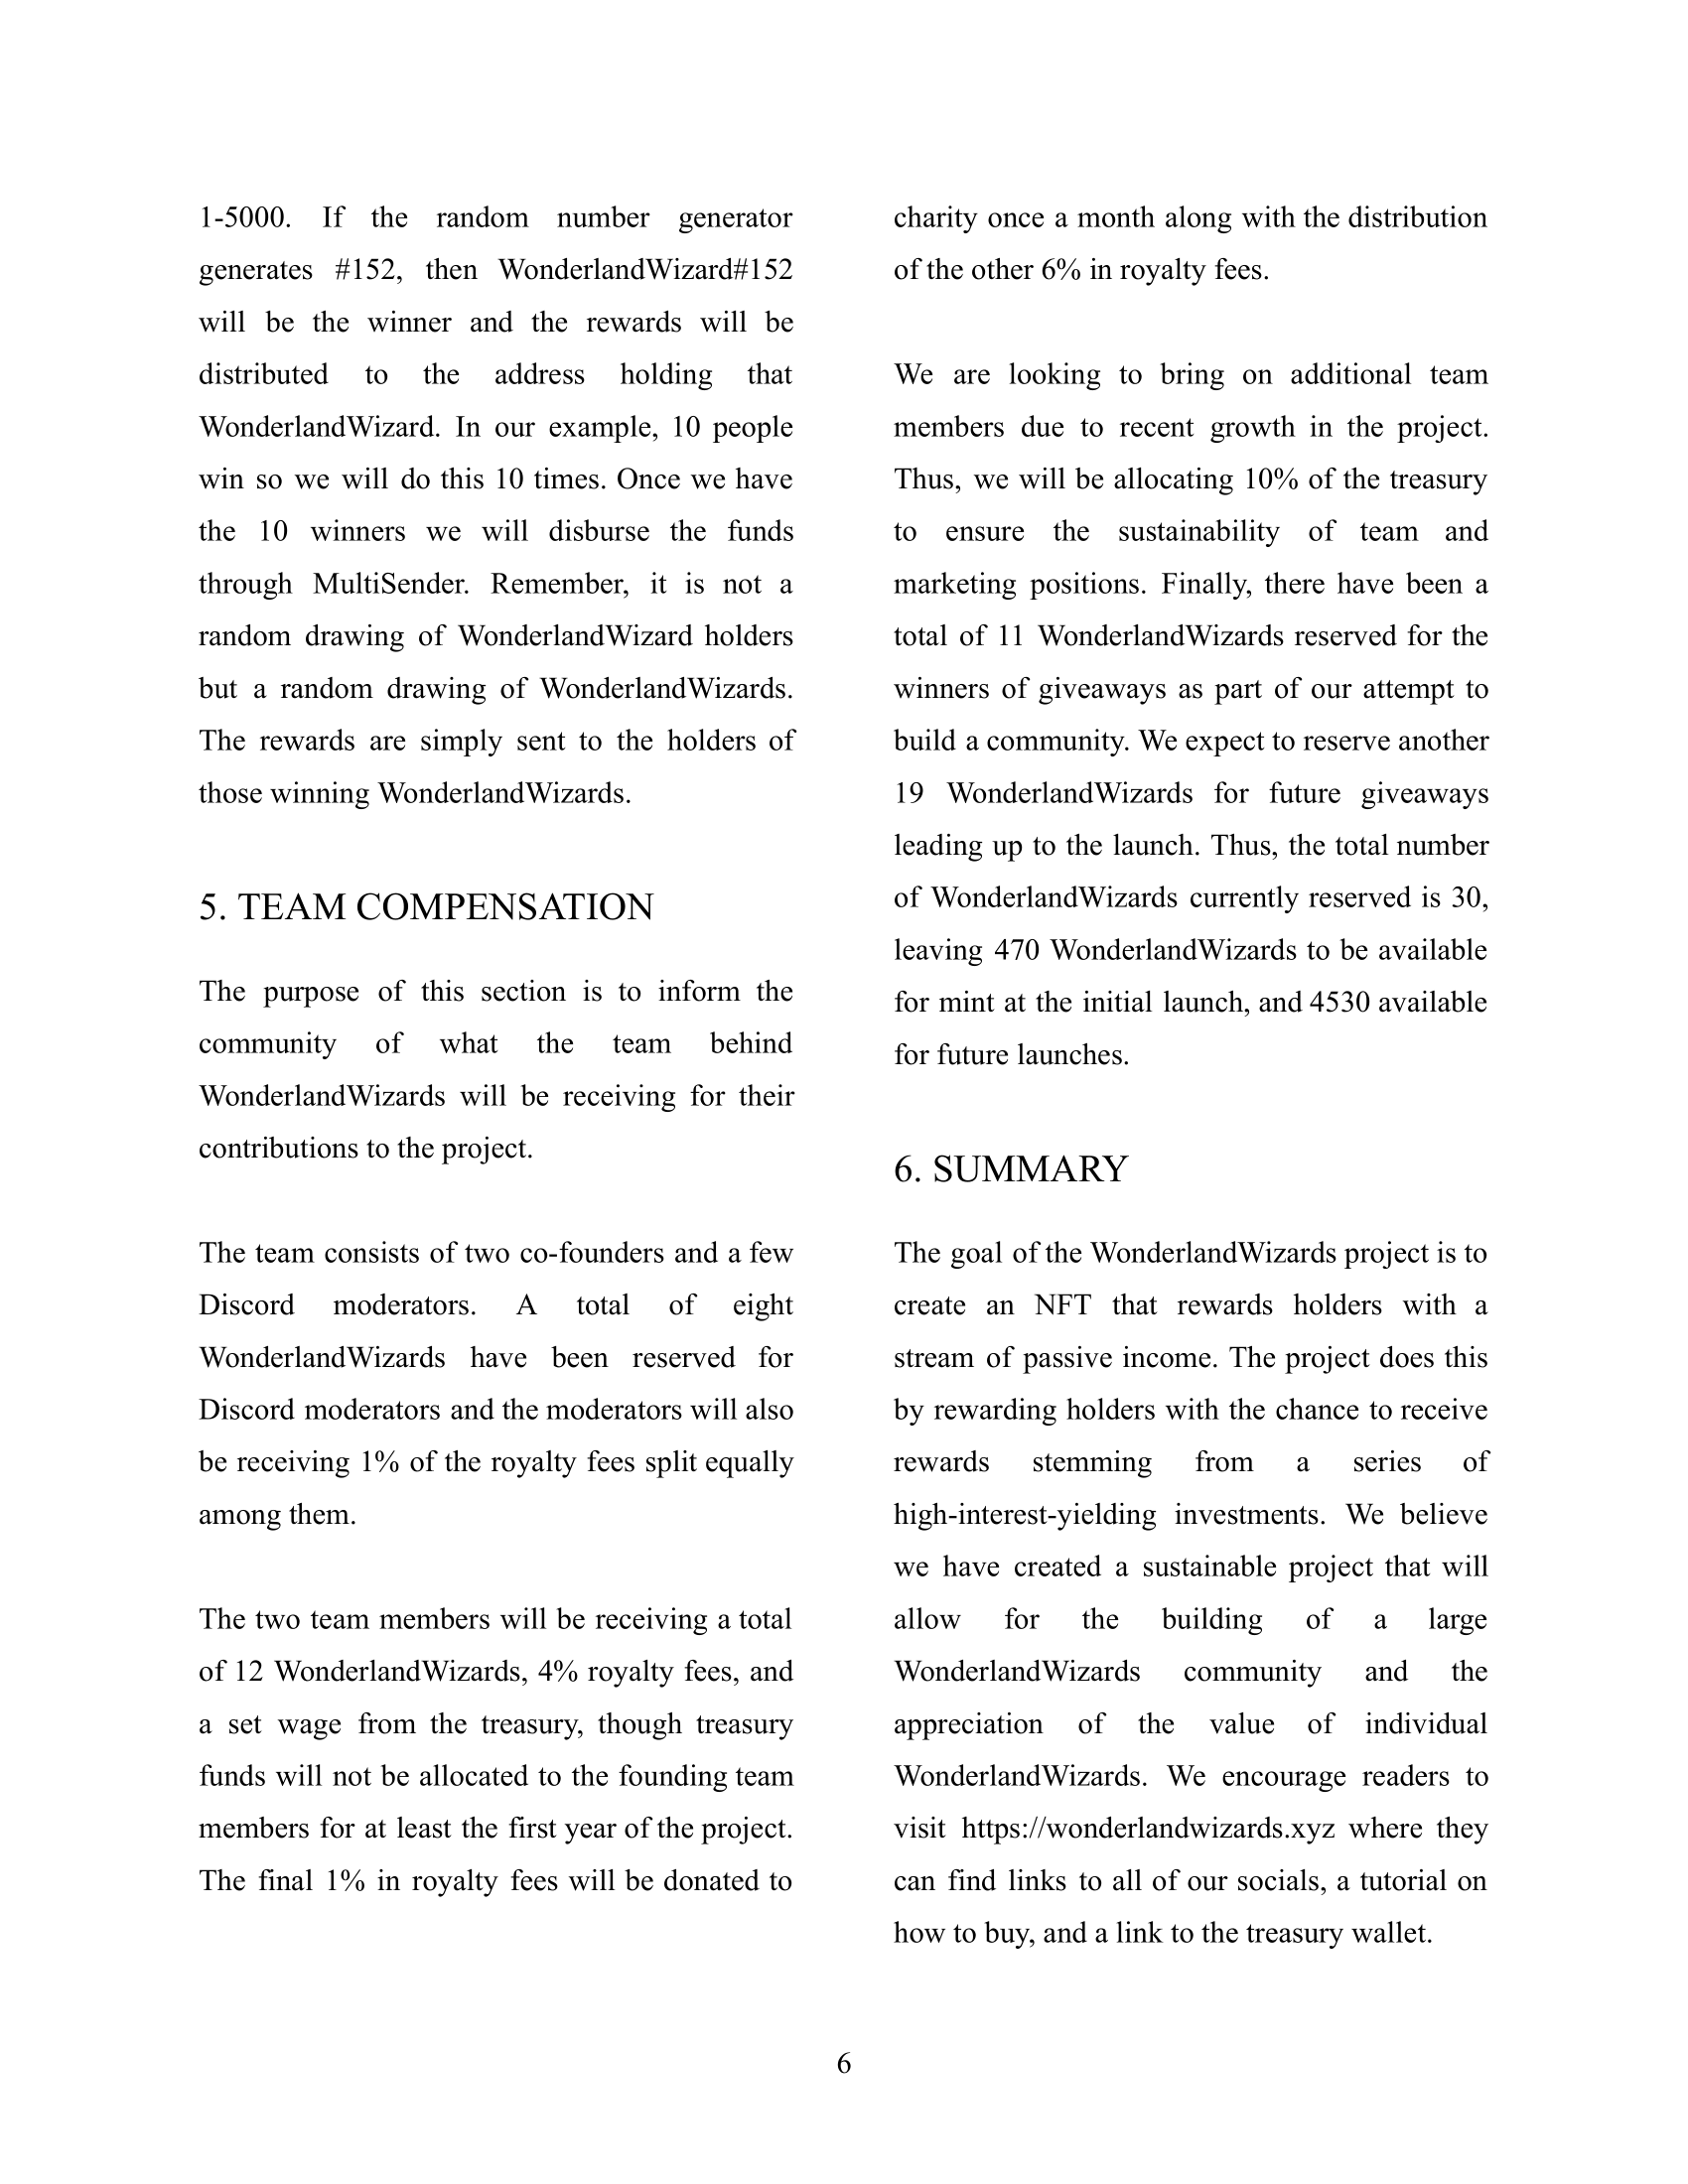 1-5000. If the random number generator
generates #152, then WonderlandWizard#152
will be the winner and the rewards will be
distributed to the address holding that
WonderlandWizard. In our example, 10 people
win so we will do this 10 times. Once we have
the 10 winners we will disburse the funds
through MultiSender. Remember, it is not a
random drawing of WonderlandWizard holders
but a random drawing of WonderlandWizards.
The rewards are simply sent to the holders of
those winning WonderlandWizards.
5. TEAM COMPENSATION
The purpose of this section is to inform the
community of what the team behind
WonderlandWizards will be receiving for their
contributions to the project.
The team consists of two co-founders and a few
Discord moderators. A total of eight
WonderlandWizards have been reserved for
Discord moderators and the moderators will also
be receiving 1% of the royalty fees split equally
among them.
The two team members will be receiving a total
of 12 WonderlandWizards, 4% royalty fees, and
a set wage from the treasury, though treasury
funds will not be allocated to the founding team
members for at least the first year of the project.
The final 1% in royalty fees will be donated to
charity once a month along with the distribution
of the other 6% in royalty fees.
We are looking to bring on additional team
members due to recent growth in the project.
Thus, we will be allocating 10% of the treasury
to ensure the sustainability of team and
marketing positions. Finally, there have been a
total of 11 WonderlandWizards reserved for the
winners of giveaways as part of our attempt to
build a community. We expect to reserve another
19 WonderlandWizards for future giveaways
leading up to the launch. Thus, the total number
of WonderlandWizards currently reserved is 30,
leaving 470 WonderlandWizards to be available
for mint at the initial launch, and 4530 available
for future launches.
6. SUMMARY
The goal of the WonderlandWizards project is to
create an NFT that rewards holders with a
stream of passive income. The project does this
by rewarding holders with the chance to receive
rewards stemming from a series of
high-interest-yielding investments. We believe
we have created a sustainable project that will
allow for the building of a large
WonderlandWizards community and the
appreciation of the value of individual
WonderlandWizards. We encourage readers to
visit https://wonderlandwizards.xyz where they
can find links to all of our socials, a tutorial on
how to buy, and a link to the treasury wallet.
6